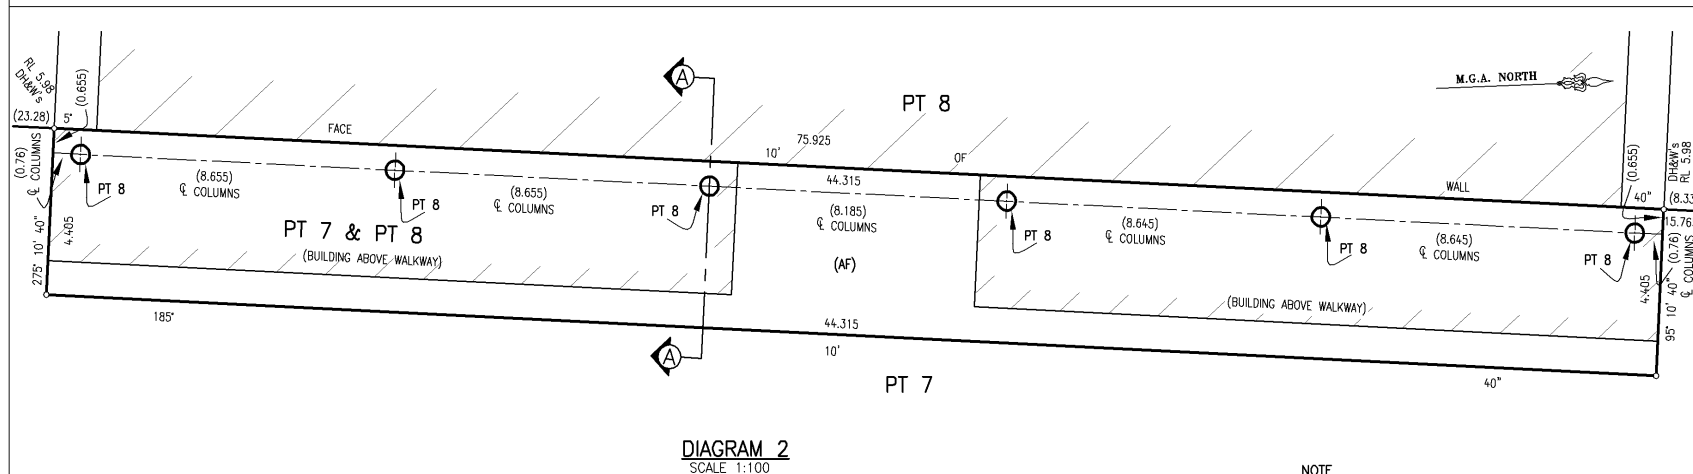 RL 5.98
DH&W's
(0.655)
(23.28)
5°
(0.76)
℄ COLUMNS
FACE
PT 8
(8.655)
℄ COLUMNS
PT 8
(8.655)
℄ COLUMNS
PT 8
A
10'
75.925
OF
PT 8
44.315
(8.185)
℄ COLUMNS
(AF)
M.G.A. NORTH
WALL
(0.655)
DH&W's
RL 5.98
40"
PT 8
(8.645)
℄ COLUMNS
PT 8
(8.645)
℄ COLUMNS
PT 8
(0.76)
℄ COLUMNS
4.405
275° 10' 40"
PT 7 & PT 8
(BUILDING ABOVE WALKWAY)
(BUILDING ABOVE WALKWAY)
4.405
95° 10' 40"
185°
44.315
10'
40"
A
PT 7
DIAGRAM 2
SCALE 1:100
NOTE